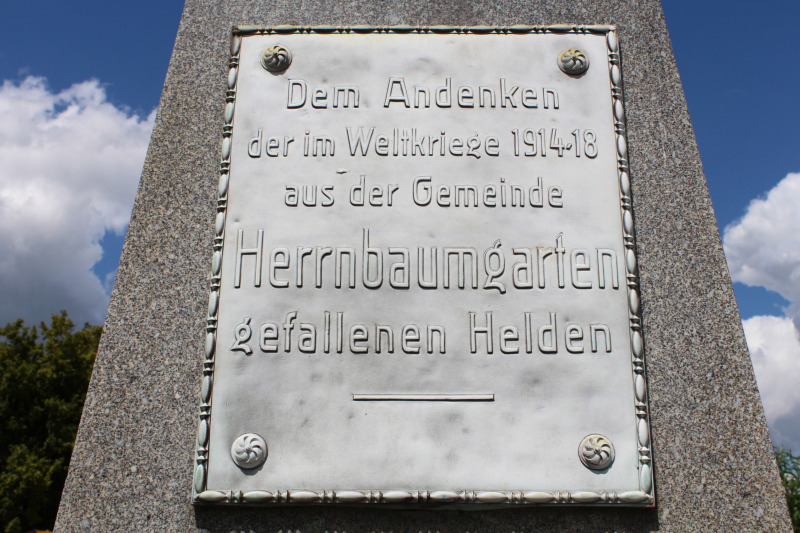 Dem Andenken
der im Weltkriege 1914-18
aus der Gemeinde
Herrnbaumgarten
gefallenen Helden